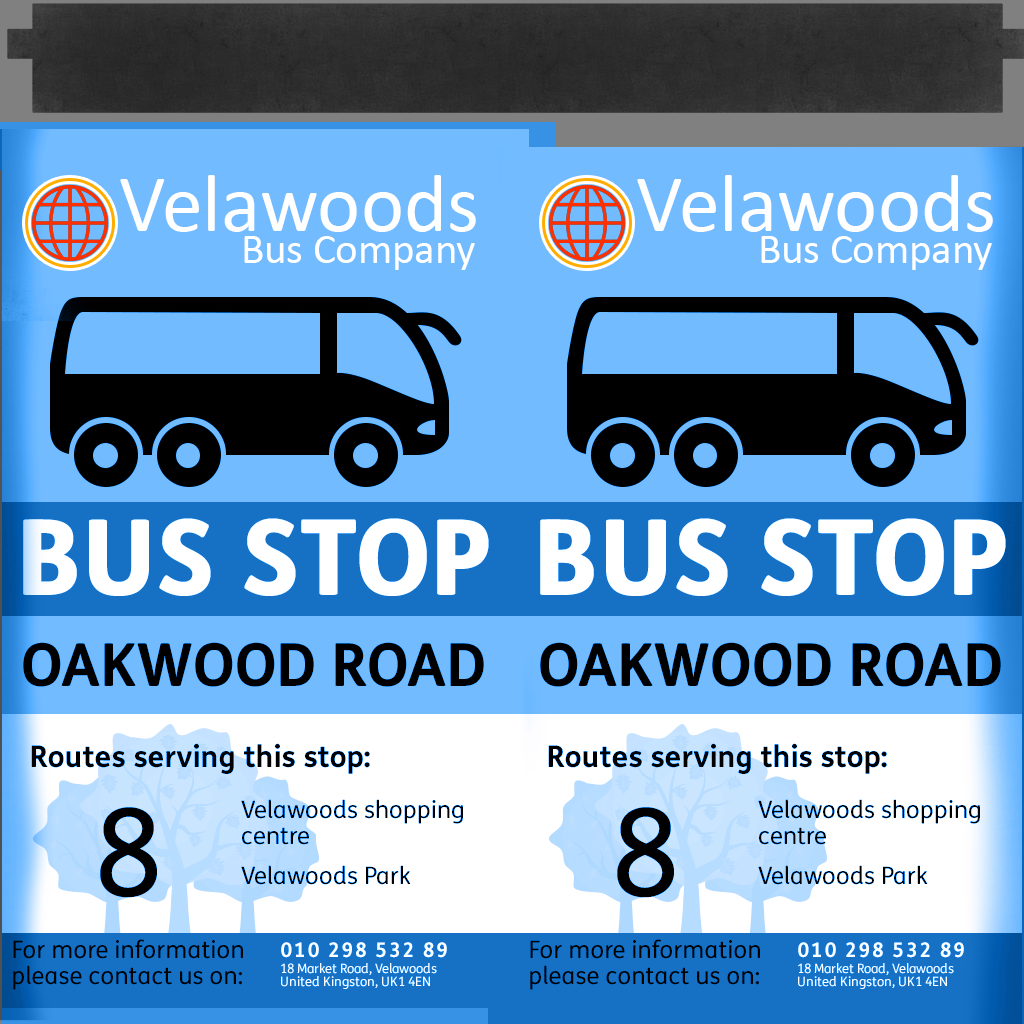 Velawoods
Bus Company
BUS STOP
OAKWOOD ROAD
Routes serving this stop:
8
Velawoods shopping
centre
Velawoods Park
For more information
please contact us on:
010 298 532 89
18 Market Road, Velawoods
United Kingston, UK1 4EN
Velawoods
Bus Company
BUS STOP
OAKWOOD ROAD
Routes serving this stop:
8
Velawoods shopping
centre
Velawoods Park
For more information
please contact us on:
010 298 532 89
18 Market Road, Velawoods
United Kingston, UK1 4EN